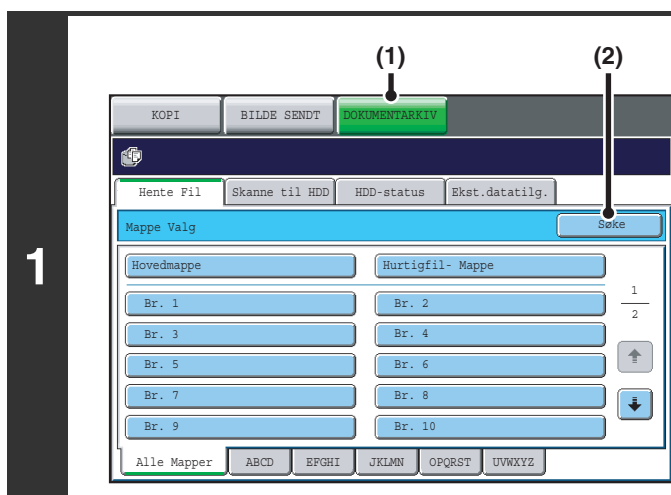 1
(1) (2)
KOPI BILDE SENDT DOKUMENTARKIV
Hente Fil Skanne til HDD HDD-status Ekst.datatilg.
Mappe Valg Søke
Hovedmappe Hurtigfil- Mappe
Br. 1 Br. 2
1
2
Br. 3 Br. 4
Br. 5 Br. 6
Br. 7 Br. 8
Br. 9 Br. 10
Alle Mapper ABCD EFGHI JKLMN OPQRST UVWXYZ